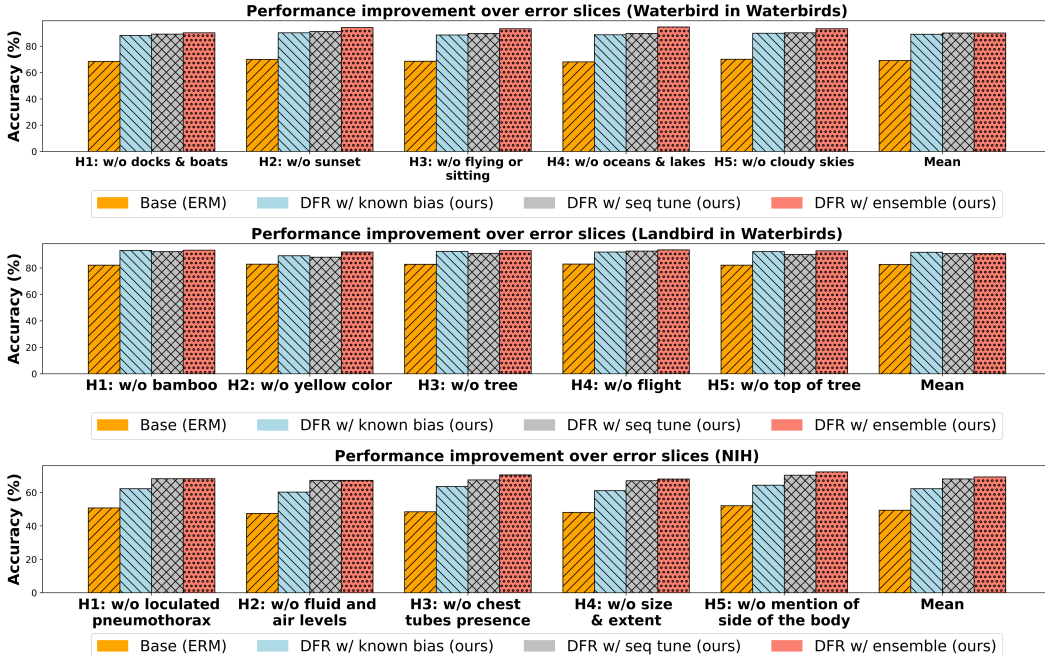 Performance improvement over error slices (Waterbird in Waterbirds)
Accuracy (%)
80
60
40
20
0
H1: w/o docks & boats H2: w/o sunset H3: w/o flying or H4: w/o oceans & lakes H5: w/o cloudy skies Mean
sitting
Base (ERM) DFR w/ known bias (ours) DFR w/ seq tune (ours) DFR w/ ensemble (ours)
Performance improvement over error slices (Landbird in Waterbirds)
Accuracy (%)
80
60
40
20
0
H1: w/o bamboo H2: w/o yellow color H3: w/o tree H4: w/o flight H5: w/o top of tree Mean
Base (ERM) DFR w/ known bias (ours) DFR w/ seq tune (ours) DFR w/ ensemble (ours)
Performance improvement over error slices (NIH)
Accuracy (%)
60
40
20
0
H1: w/o loculated H2: w/o fluid and H3: w/o chest H4: w/o size H5: w/o mention of Mean
pneumothorax air levels tubes presence & extent side of the body
Base (ERM) DFR w/ known bias (ours) DFR w/ seq tune (ours) DFR w/ ensemble (ours)